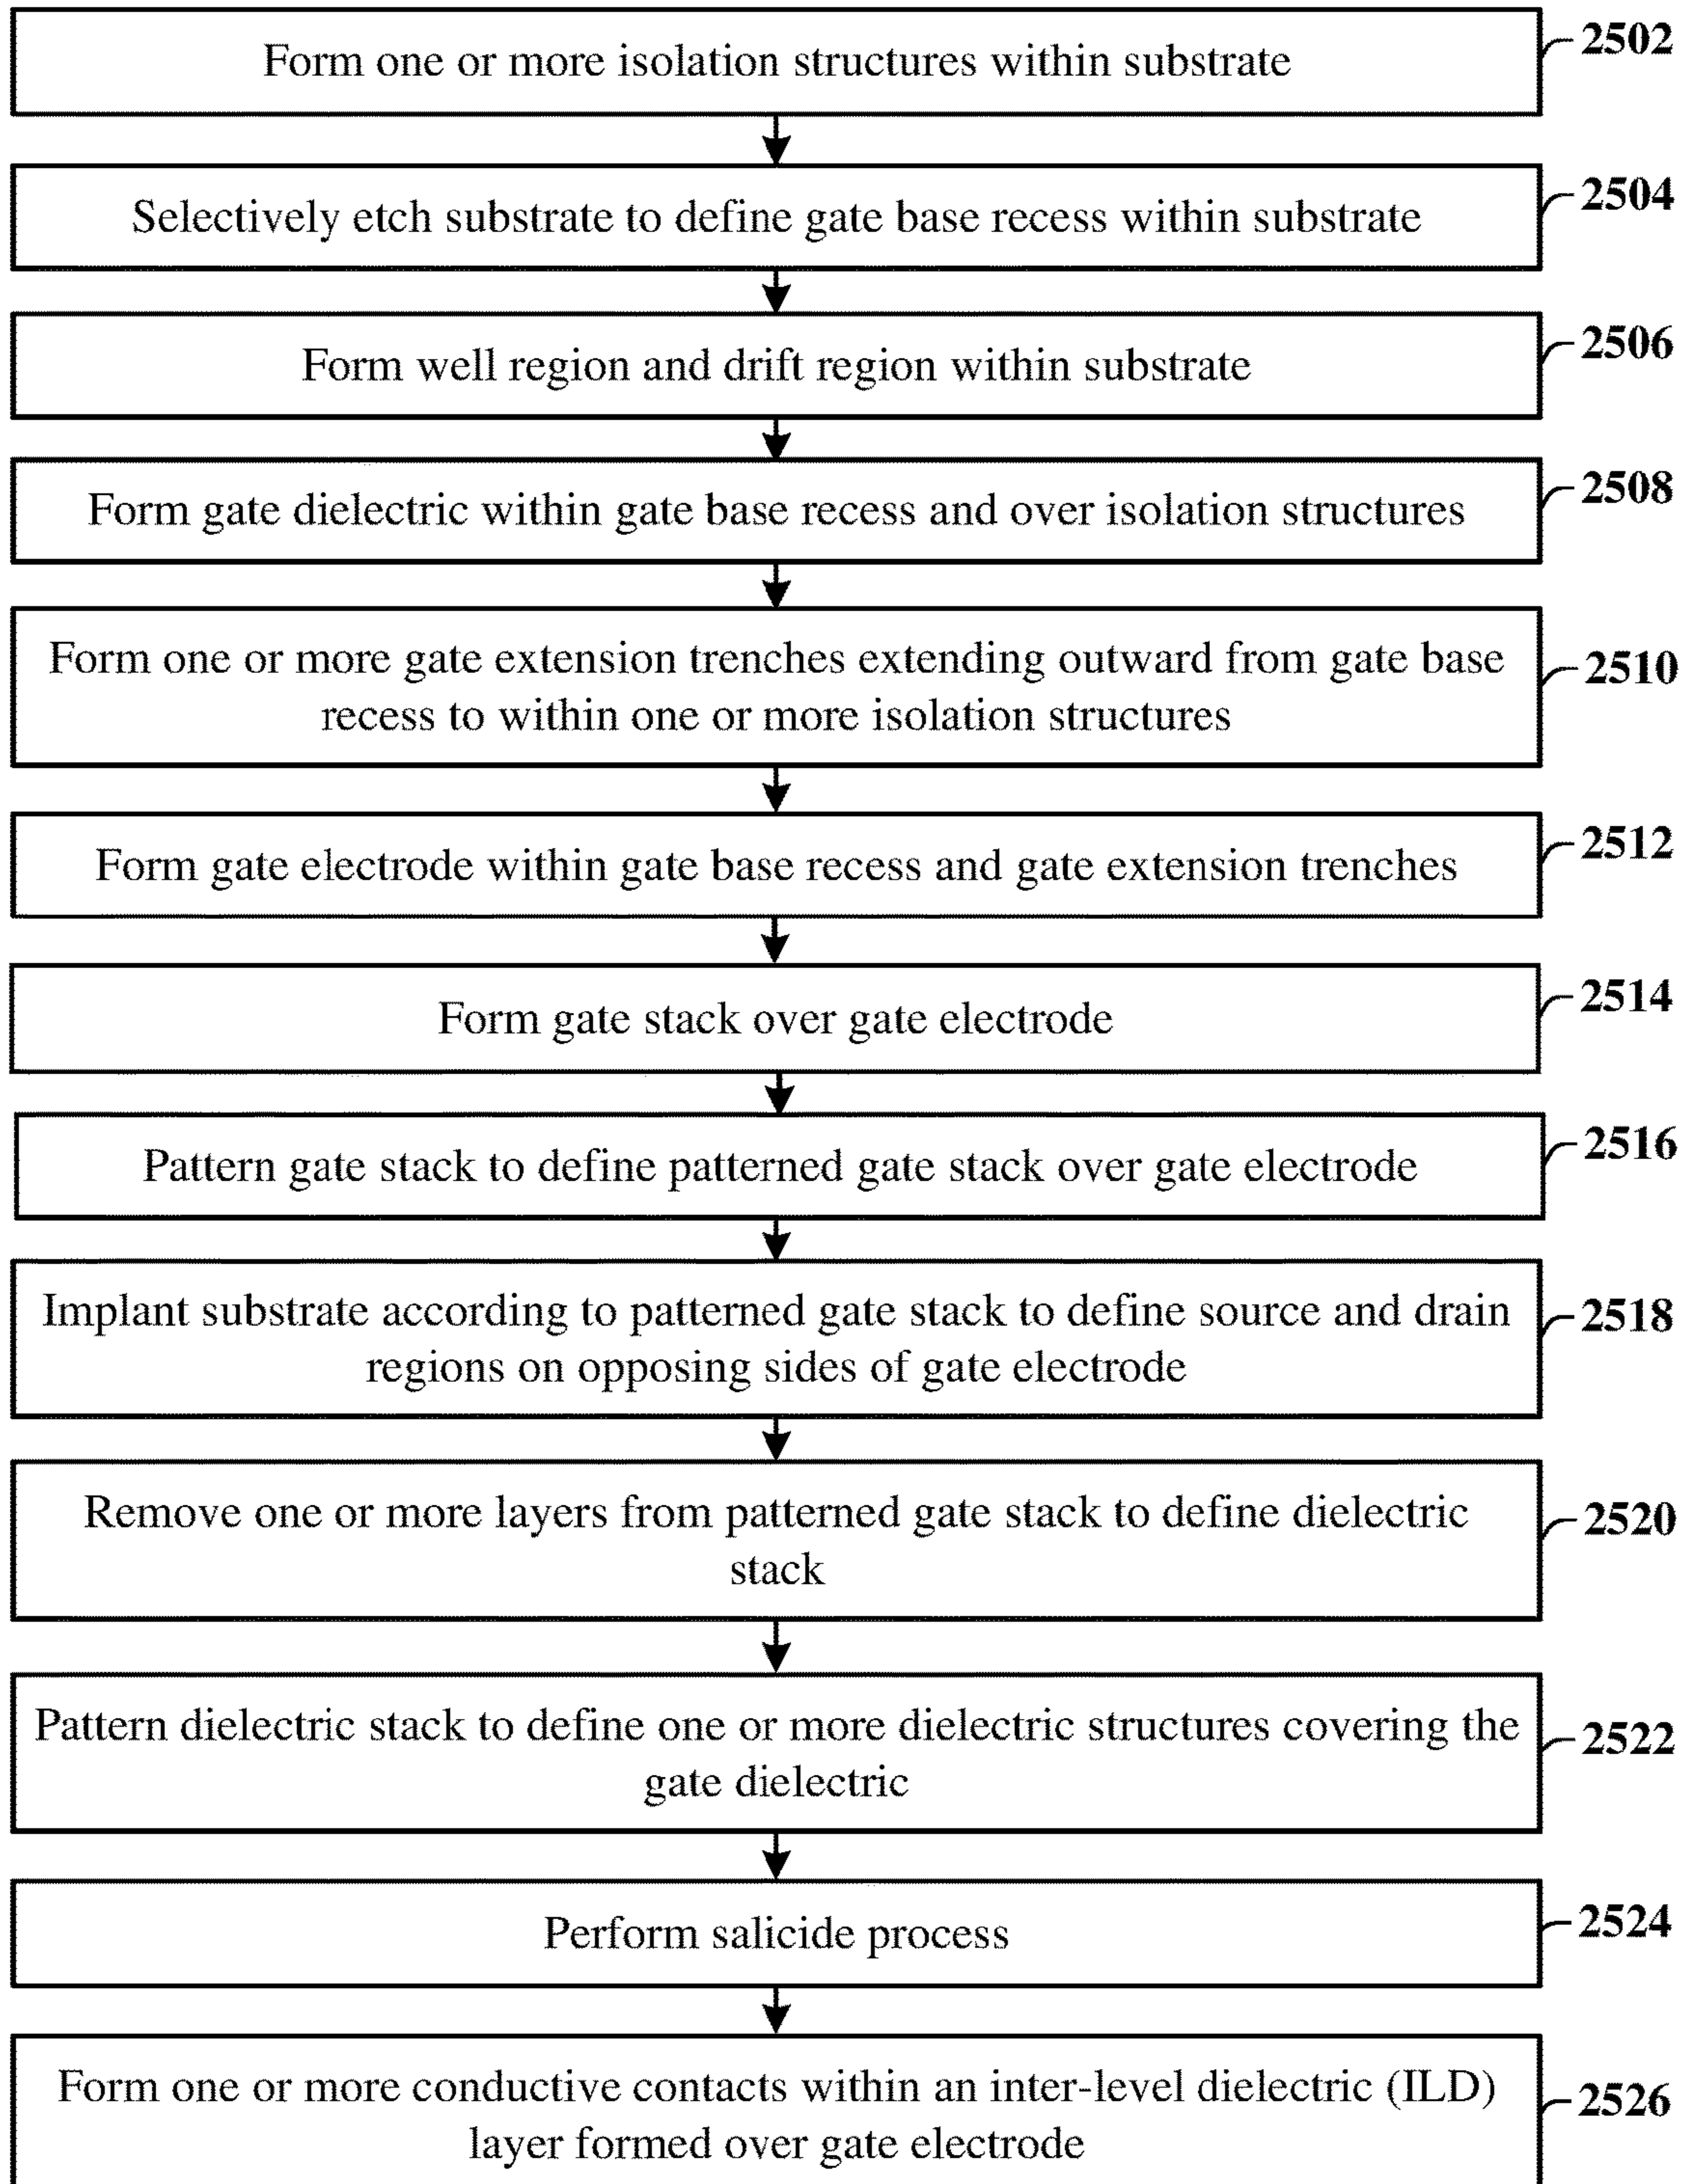 Form one or more isolation structures within substrate
2502
Selectively etch substrate to define gate base recess within substrate
2504
Form well region and drift region within substrate
2506
Form gate dielectric within gate base recess and over isolation structures
2508
Form one or more gate extension trenches extending outward from gate base
recess to within one or more isolation structures
2510
Form gate electrode within gate base recess and gate extension trenches
2512
Form gate stack over gate electrode
2514
Pattern gate stack to define patterned gate stack over gate electrode
2516
Implant substrate according to patterned gate stack to define source and drain
regions on opposing sides of gate electrode
2518
Remove one or more layers from patterned gate stack to define dielectric
stack
2520
Pattern dielectric stack to define one or more dielectric structures covering the
gate dielectric
2522
Perform salicide process
2524
Form one or more conductive contacts within an inter-level dielectric (ILD)
layer formed over gate electrode
2526